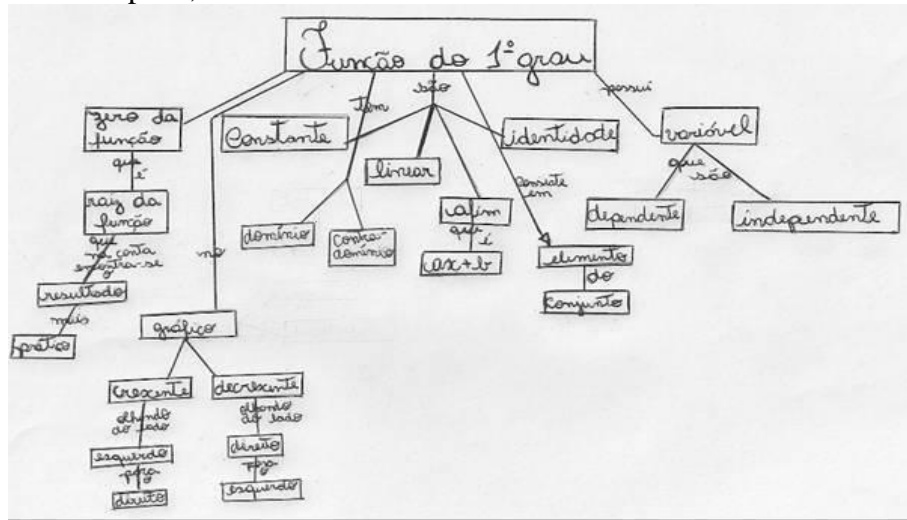 Função do 1º grau
zero da
função
que
é
raiz da
função
que
na conta
encontra-se
resultado
mais
prático
no
gráfico
crescente
olhando
do lado
esquerdo
para
direito
decrescente
olhando
do lado
direito
para
esquerdo
tem
domínio
contra-
domínio
são
Constante
linear
afim
que
é
ax+b
identidade
consiste
em
elemento
do
Conjunto
possui
variável
que
são
dependente
independente